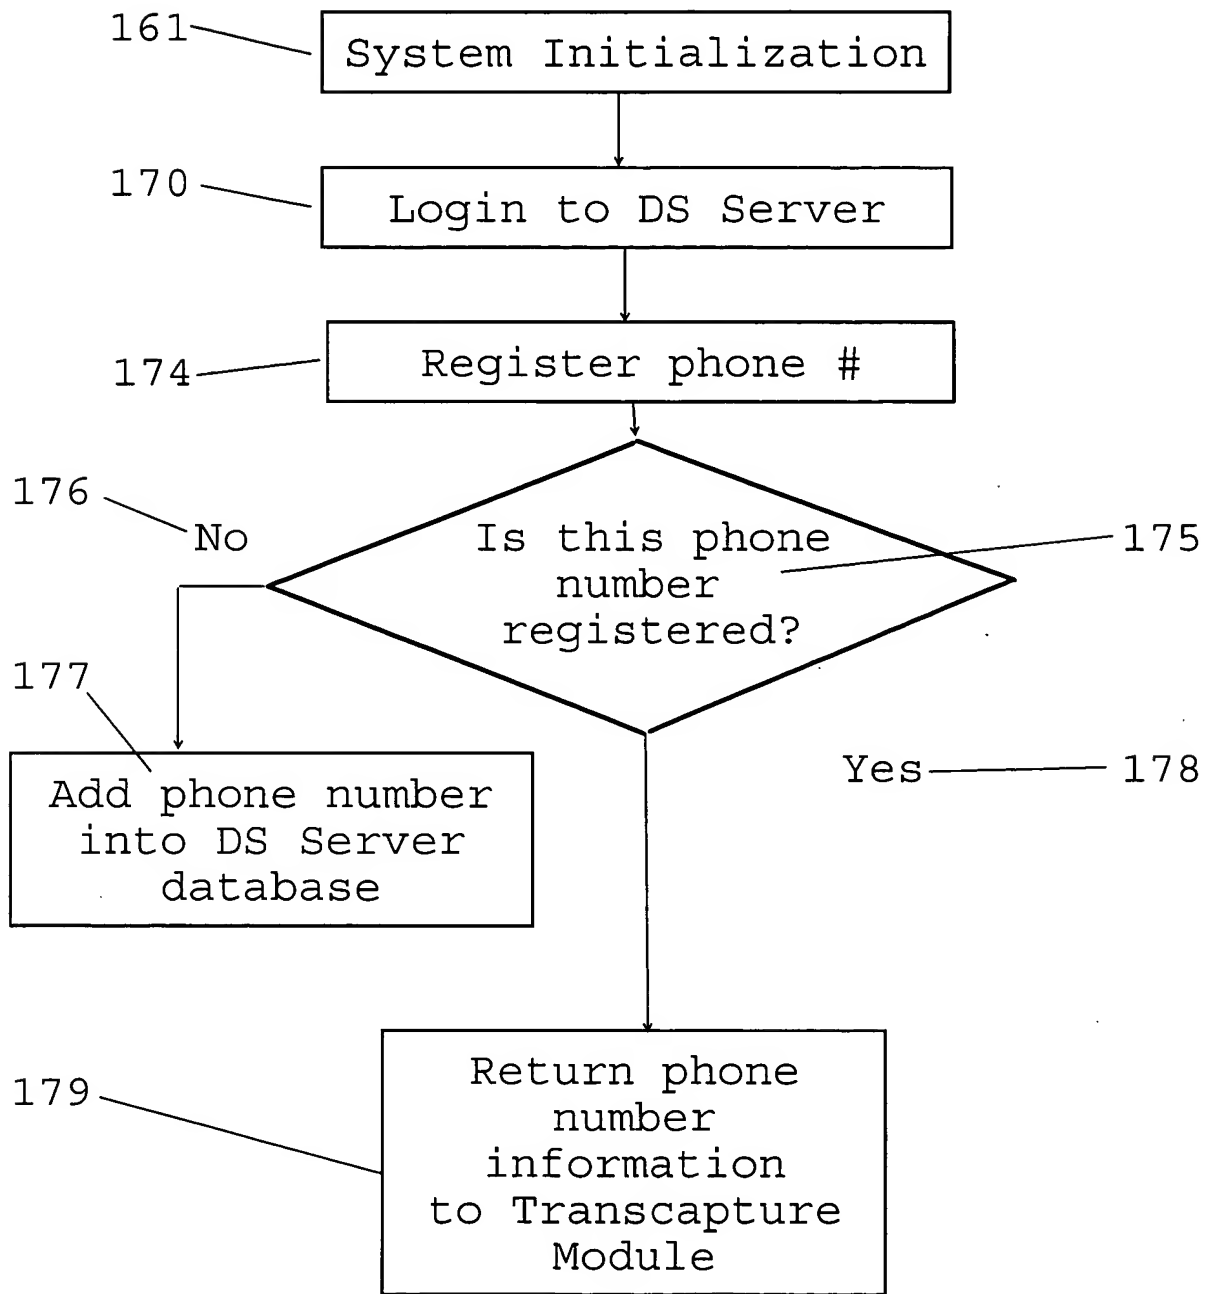 161
System Initialization
170
Login to DS Server
174
Register phone #
176
No
Is this phone
number
registered?
175
177
Add phone number
into DS Server
database
Yes
178
179
Return phone
number
information
to Transcapture
Module